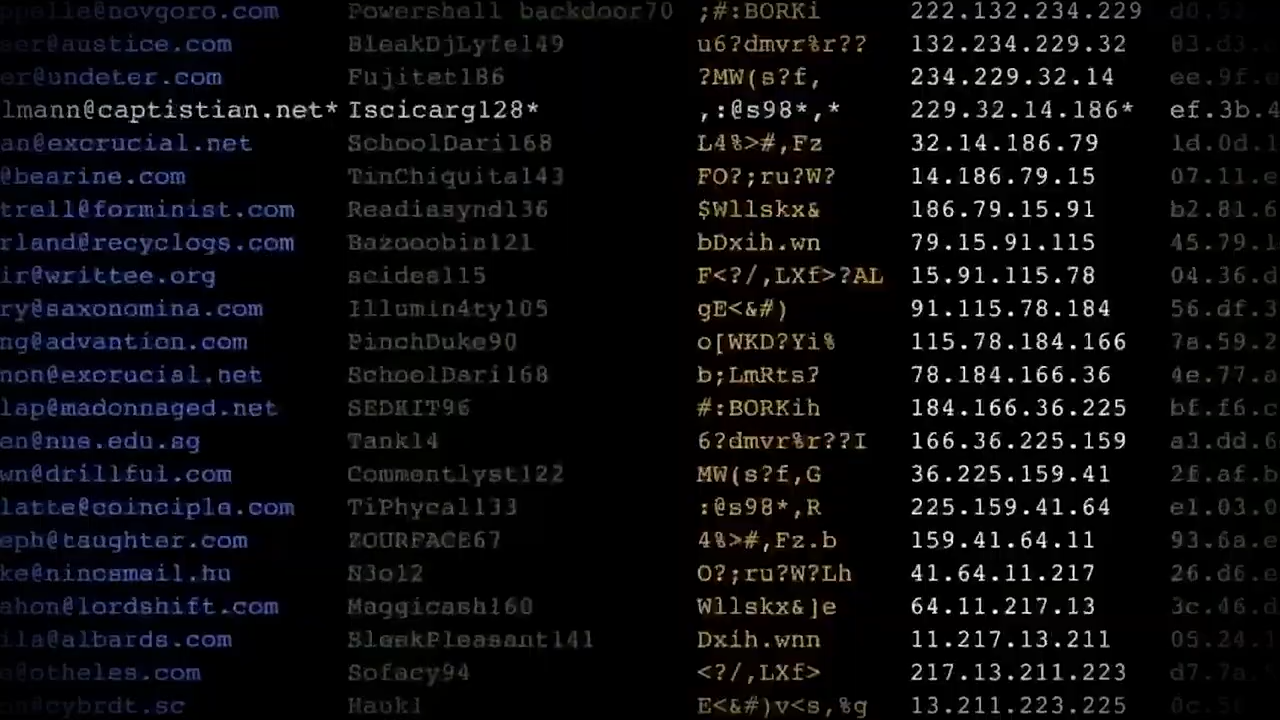 ppelle@novgoro.com Powershell backdoor70 ;#:BORKi 222.132.234.229
ser@austice.com BleakDjLyfe149 u6?dmvr%r?? 132.234.229.32 83.d3.
er@undeter.com Fujitet186 ?MW(s?f, 234.229.32.14 ee.9f.e
lmann@captistian.net* Iscicarg128* ,:@s98*,* 229.32.14.186* ef.3b.4
an@excrucial.net SchoolDari168 L4%>#,Fz 32.14.186.79 1d.0d.1
@bearine.com TinChiquita143 FO?;ru?W? 14.186.79.15 07.11.e
trell@forminist.com Readissynd136 $Wllskx& 186.79.15.91 b2.81.6
rland@recyclogs.com Bazooobin121 bDxih.wn 79.15.91.115 45.79.1
ir@writtee.org scides115 F<?/,LXf>?AL 15.91.115.78 04.36.d
ry@saxonomina.com Illumin4ty105 gE<&#) 91.115.78.184 56.df.3
ng@advantion.com PinchDuke90 o[WKD?Yi% 115.78.184.166 7a.59.2
non@excrucial.net SchoolDari168 b;LmRts? 78.184.166.36 4e.77.a
lap@madonnaged.net SEDKIT96 #:BORKih 184.166.36.225 bf.f6.c
en@nus.edu.sg Tank14 6?dmvr%r??I 166.36.225.159 a3.dd.6
wn@drillful.com Commentlyst122 MW(s?f,G 36.225.159.41 2f.af.b
latte@coinciple.com TiPhycal133 :@s98*,R 225.159.41.64 e1.03.0
eph@taughter.com ZOURFACE67 4%>#,Fz.b 159.41.64.11 93.6a.e
ke@nincsmail.hu N3o12 O?;ru?W?Lh 41.64.11.217 26.d6.e
ahon@lordshift.com Maggicash160 Wllskx&]e 64.11.217.13 3c.46.d
ila@albards.com BleakPleasant141 Dxih.wnn 11.217.13.211 05.24.1
@otheles.com Sofacy94 <?/,LXf> 217.13.211.223 d7.7a.
on@cybrdt.sc Hauk1 E<&#)v<s,%g 13.211.223.225